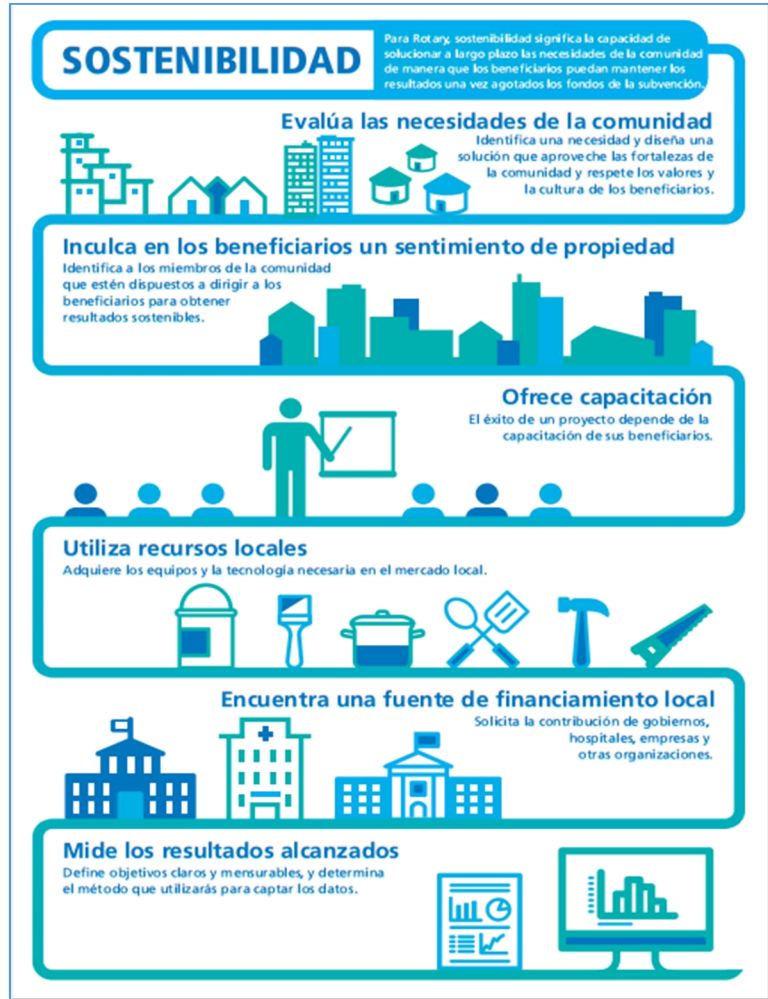 SOSTENIBILIDAD
Para Rotary, sostenibilidad significa la capacidad de
solucionar a largo plazo las necesidades de la comunidad
de manera que los beneficiarios puedan mantener los
resultados una vez agotados los fondos de la subvención.
Evalúa las necesidades de la comunidad
Identifica una necesidad y diseña una
solución que aproveche las fortalezas de
la comunidad y respete los valores y
la cultura de los beneficiarios.
Inculca en los beneficiarios un sentimiento de propiedad
Identifica a los miembros de la comunidad
que estén dispuestos a dirigir a los
beneficiarios para obtener
resultados sostenibles.
Ofrece capacitación
El éxito de un proyecto depende de la
capacitación de sus beneficiarios.
Utiliza recursos locales
Adquiere los equipos y la tecnología necesaria en el mercado local.
Encuentra una fuente de financiamiento local
Solicita la contribución de gobiernos,
hospitales, empresas y
otras organizaciones.
Mide los resultados alcanzados
Define objetivos claros y mensurables, y determina
el método que utilizarás para captar los datos.